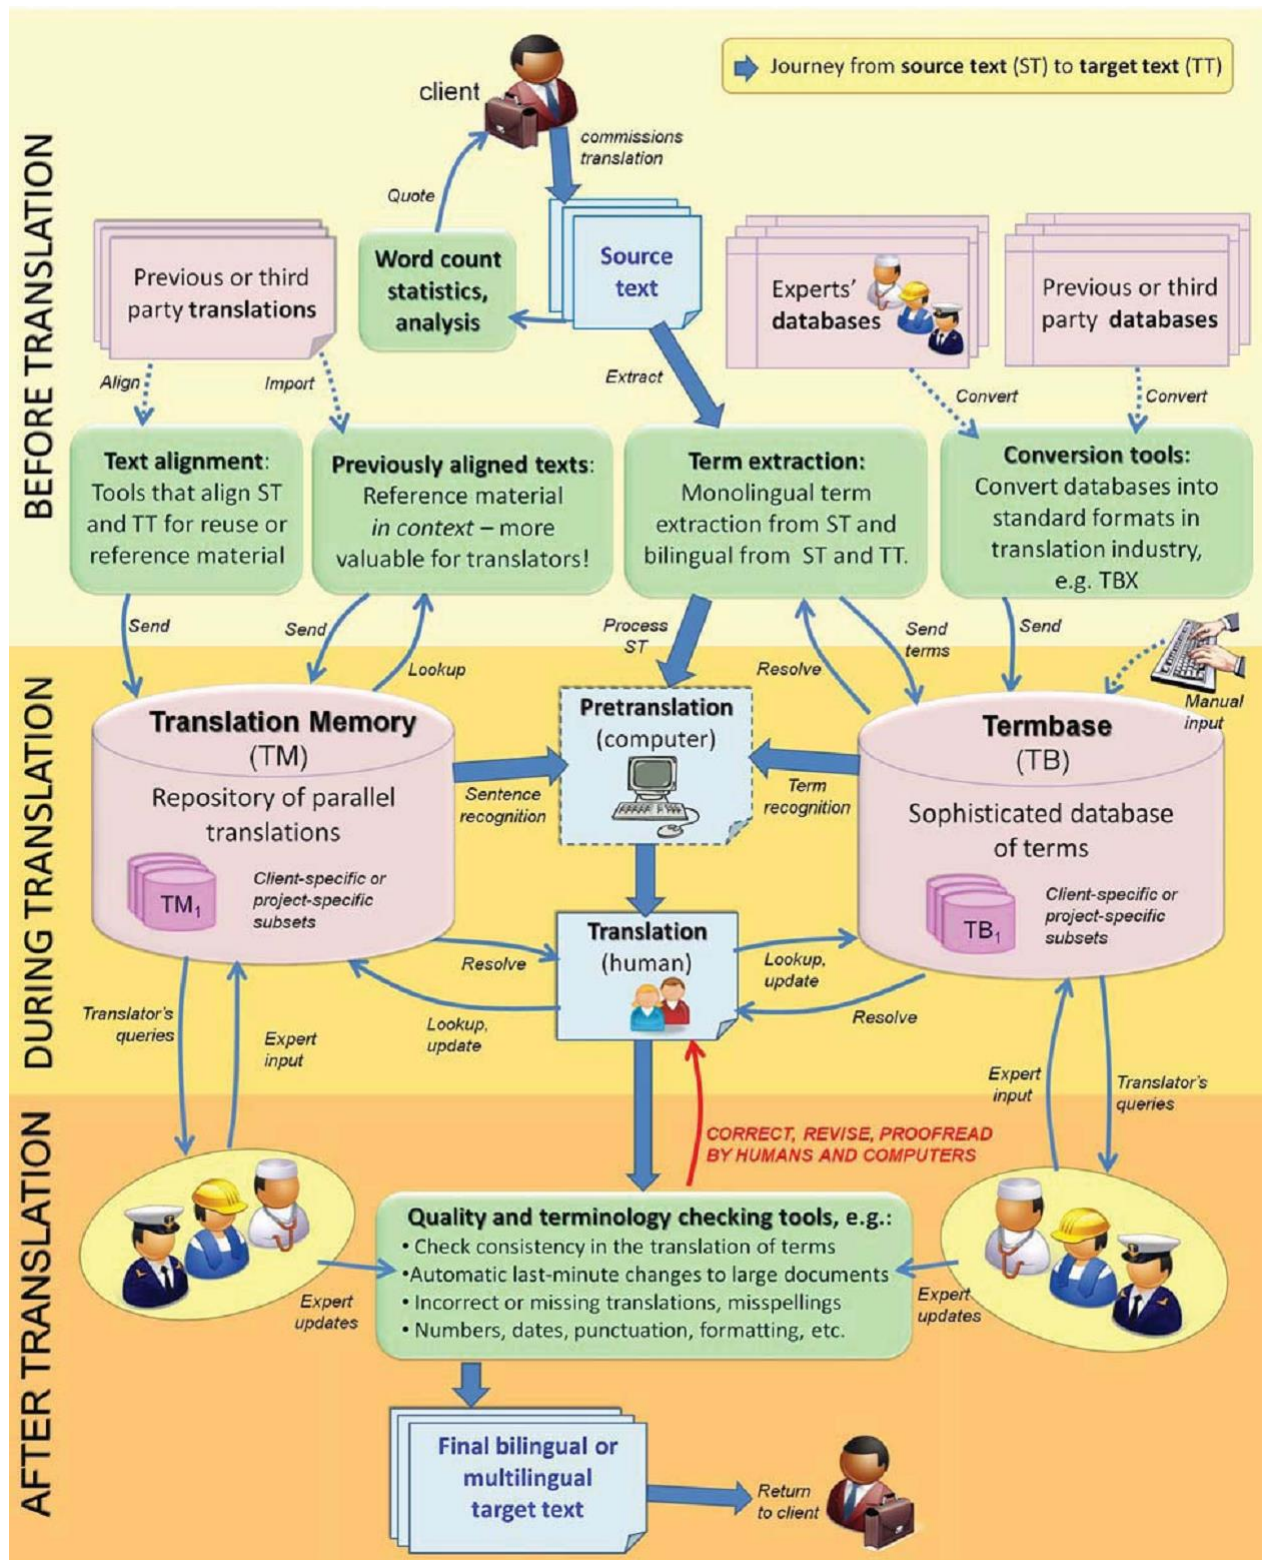 Journey from source text (ST) to target text (TT)
client
commissions
translation
Quote
BEFORE TRANSLATION
Previous or third
party translations
Word count
statistics,
analysis
Source
text
Experts'
databases
Previous or third
party databases
Align
Import
Extract
Convert
Convert
Text alignment:
Tools that align ST
and TT for reuse or
reference material
Previously aligned texts:
Reference material
in context – more
valuable for translators!
Term extraction:
Monolingual term
extraction from ST and
bilingual from ST and TT.
Conversion tools:
Convert databases into
standard formats in
translation industry,
e.g. TBX
Send
Send
Lookup
Process
ST
Resolve
Send
terms
Send
Manual
input
DURING TRANSLATION
Translation Memory
(TM)
Repository of parallel
translations
TM1
Client-specific or
project-specific
subsets
Sentence
recognition
Pretranslation
(computer)
Term
recognition
Termbase
(TB)
Sophisticated database
of terms
TB1
Client-specific or
project-specific
subsets
Translation
(human)
Resolve
Lookup,
update
Lookup,
update
Resolve
Translator's
queries
Expert
input
Expert
input
Translator's
queries
AFTER TRANSLATION
CORRECT, REVISE, PROOFREAD
BY HUMANS AND COMPUTERS
Quality and terminology checking tools, e.g.:
• Check consistency in the translation of terms
•Automatic last-minute changes to large documents
• Incorrect or missing translations, misspellings
• Numbers, dates, punctuation, formatting, etc.
Expert
updates
Expert
updates
Final bilingual or
multilingual
target text
Return
to client